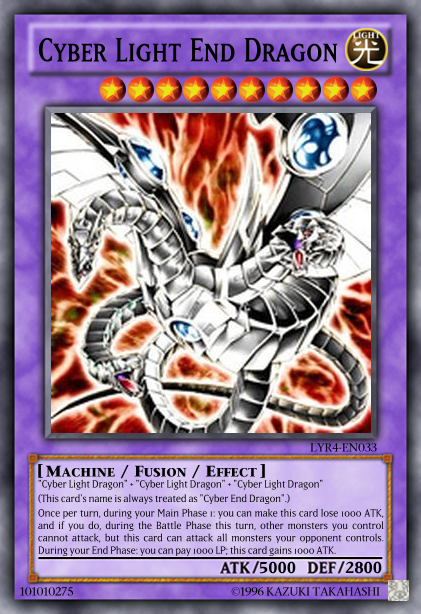 Cyber Light End Dragon
LIGHT
光
LYR4-EN033
[ Machine / Fusion / Effect ]
"Cyber Light Dragon" + "Cyber Light Dragon" + "Cyber Light Dragon"
(This card's name is always treated as "Cyber End Dragon".)
Once per turn, during your Main Phase 1: you can make this card lose 1000 ATK,
and if you do, during the Battle Phase this turn, other monsters you control
cannot attack, but this card can attack all monsters your opponent controls.
During your End Phase: you can pay 1000 LP; this card gains 1000 ATK.
ATK/5000 DEF/2800
101010275
©1996 KAZUKI TAKAHASHI